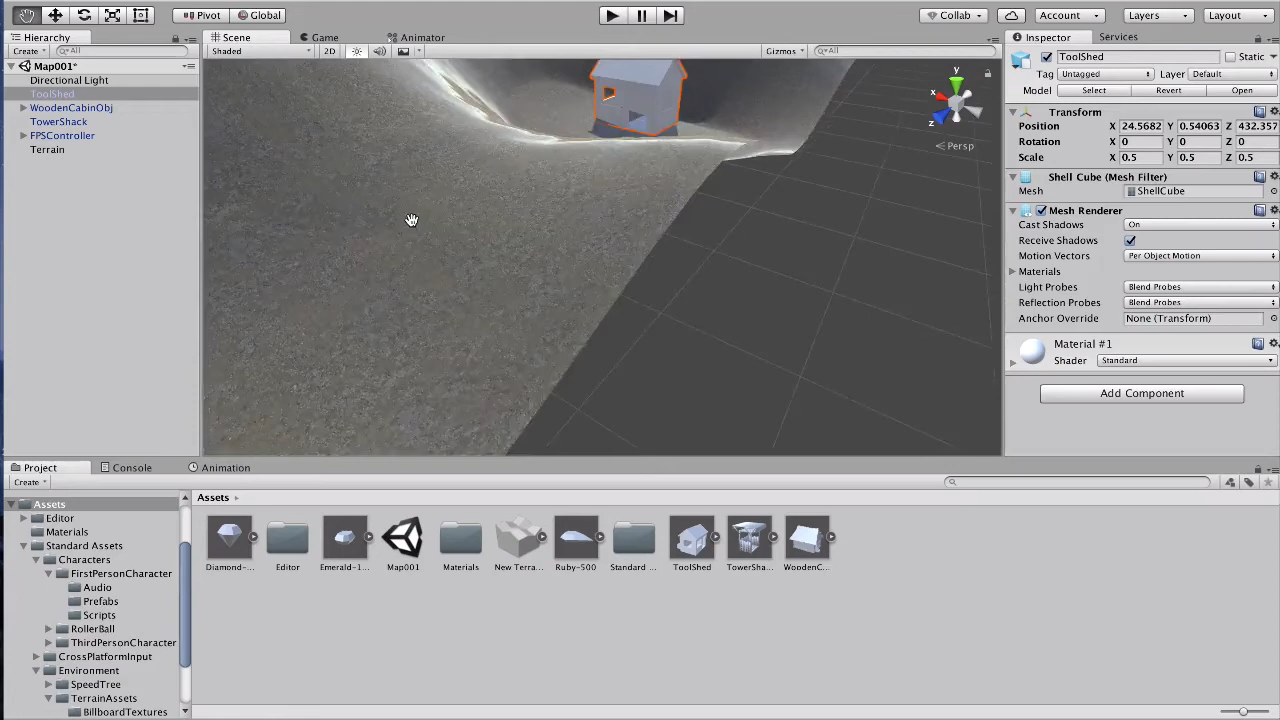 Pivot Global Collab Account Layers Layout
Hierarchy Scene Game Animator Inspector Services
Create All Shaded 2D Gizmos All ToolShed Static
Map001*
Directional Light
ToolShed
WoodenCabinObj
TowerShack
FPSController
Terrain
y
x
z
Persp
Tag Untagged Layer Default
Model Select Revert Open
Transform
Position X 24.5682 Y 0.54063 Z 432.357
Rotation X 0 Y 0 Z 0
Scale X 0.5 Y 0.5 Z 0.5
Shell Cube (Mesh Filter)
Mesh ShellCube
Mesh Renderer
Cast Shadows On
Receive Shadows
Motion Vectors Per Object Motion
Materials
Light Probes Blend Probes
Reflection Probes Blend Probes
Anchor Override None (Transform)
Material #1
Shader Standard
Add Component
Project Console Animation
Create
Assets
Editor
Materials
Standard Assets
Characters
FirstPersonCharacter
Audio
Prefabs
Scripts
RollerBall
ThirdPersonCharacter
CrossPlatformInput
Environment
SpeedTree
TerrainAssets
BillboardTextures
Assets
Diamond-... Editor Emerald-1... Map001 Materials New Terra... Ruby-500 Standard ... ToolShed TowerSha... WoodenC...